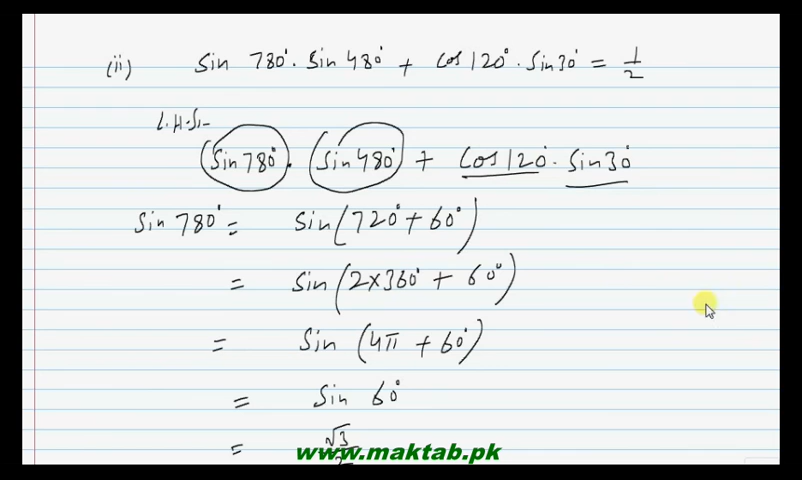 (ii) Sin 780°. Sin 480° + Cos 120° . Sin 30° = 1/2
L.H.S:-
(Sin 780°. (Sin 480°) + Cos 120° . Sin 30°
Sin 780° = Sin (720° + 60°)
= Sin (2×360° + 60°)
= Sin (4π + 60°)
= Sin 60°
= √3/2
www.maktab.pk